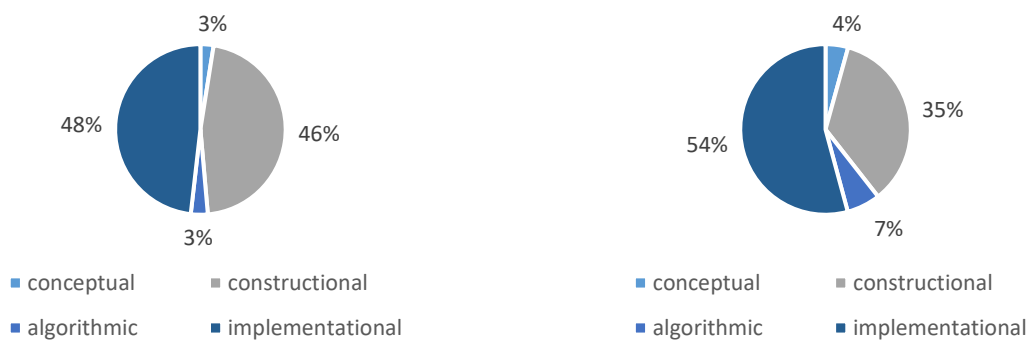 3%
48%
46%
3%
conceptual constructional
algorithmic implementational
4%
35%
54%
7%
conceptual constructional
algorithmic implementational